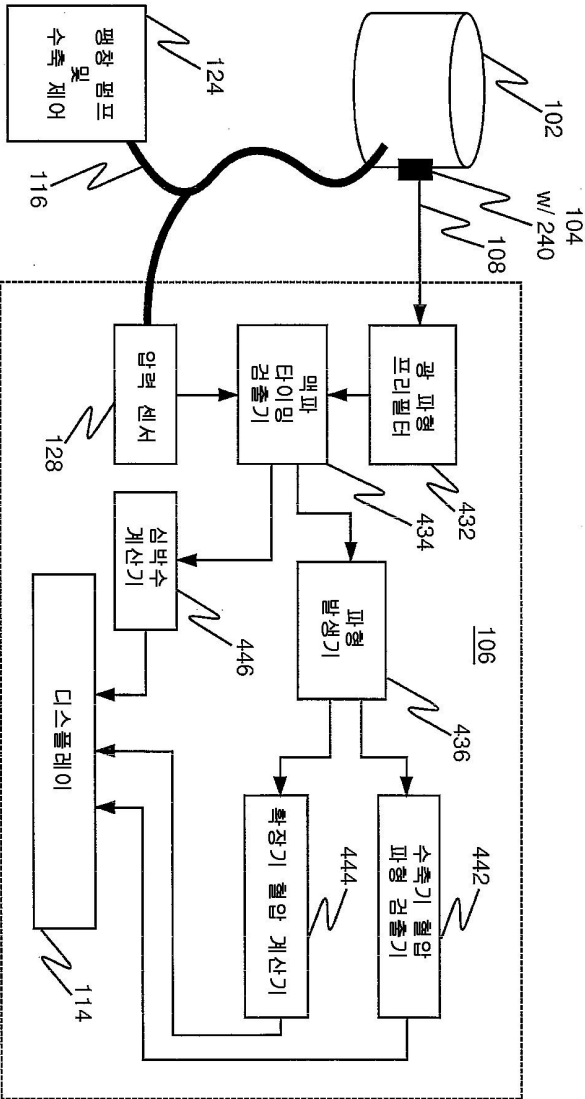 102
104
w/ 240
108
팽창 펌프
및
수축 제어
124
116
106
광 파형
프리필터
432
맥파
타이밍
검출기
434
압력 센서
128
파형
발생기
436
심박수
계산기
446
수축기 혈압
파형 검출기
442
확장기 혈압 계산기
444
디스플레이
114